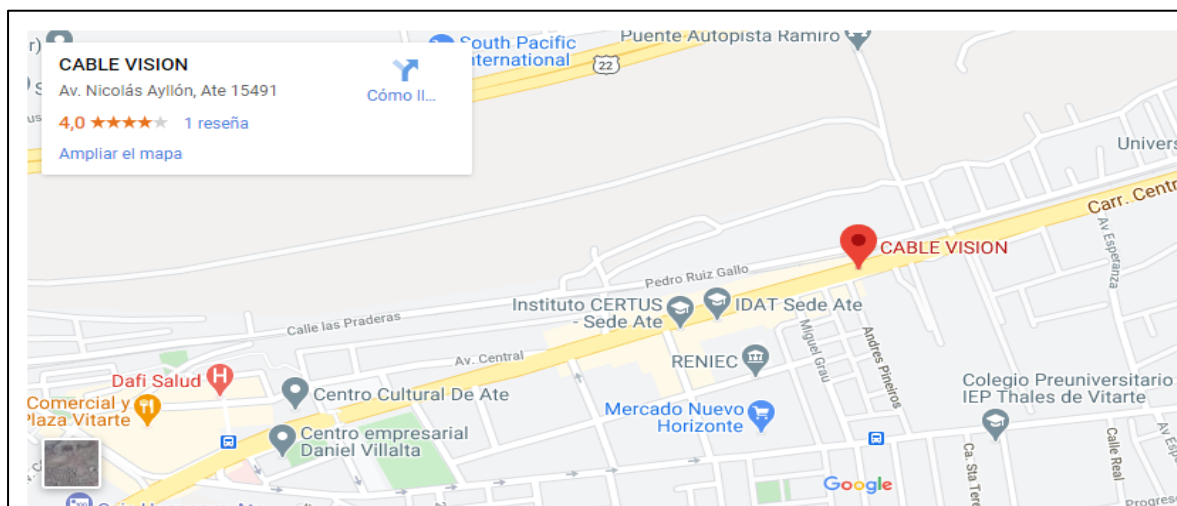 CABLE VISION
Av. Nicolás Ayllón, Ate 15491
Cómo ll...
4,0
1 reseña
Ampliar el mapa
South Pacific
International
22
Puente Autopista Ramiro
Carr. Centr
Av Esperanza
CABLE VISION
Pedro Ruiz Gallo
Instituto CERTUS
- Sede Ate
IDAT Sede Ate
Calle las Praderas
Av. Central
Miguel Grau
Andres Pineiros
RENIEC
Dafi Salud
Centro Cultural De Ate
Comercial y
Plaza Vitarte
Mercado Nuevo
Horizonte
Colegio Preuniversitario
IEP Thales de Vitarte
Centro empresarial
Daniel Villalta
Calle Real
Google